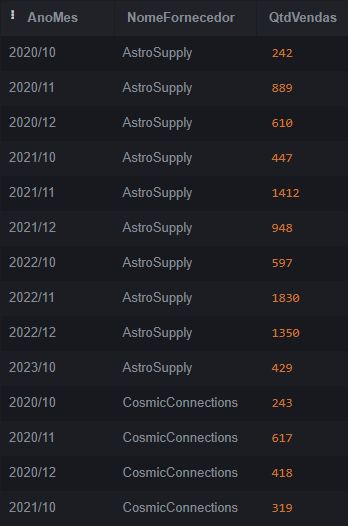 AnoMes NomeFornecedor QtdVendas
2020/10 AstroSupply 242
2020/11 AstroSupply 889
2020/12 AstroSupply 610
2021/10 AstroSupply 447
2021/11 AstroSupply 1412
2021/12 AstroSupply 948
2022/10 AstroSupply 597
2022/11 AstroSupply 1830
2022/12 AstroSupply 1350
2023/10 AstroSupply 429
2020/10 CosmicConnections 243
2020/11 CosmicConnections 617
2020/12 CosmicConnections 418
2021/10 CosmicConnections 319